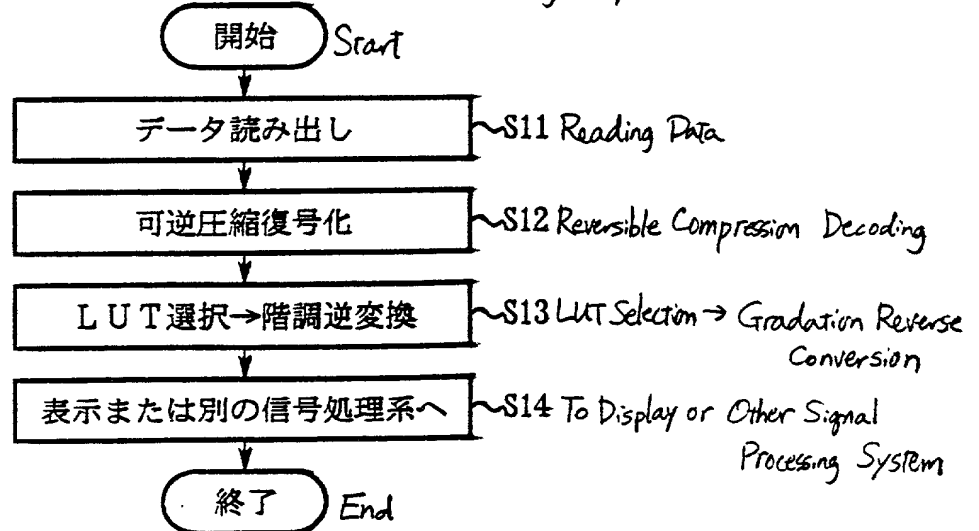 開始 Start
データ読み出し S11 Reading Data
可逆圧縮復号化 S12 Reversible Compression Decoding
LUT選択→階調逆変換 S13 LUT Selection → Gradation Reverse
Conversion
表示または別の信号処理系へ S14 To Display or Other Signal
Processing System
終了 End